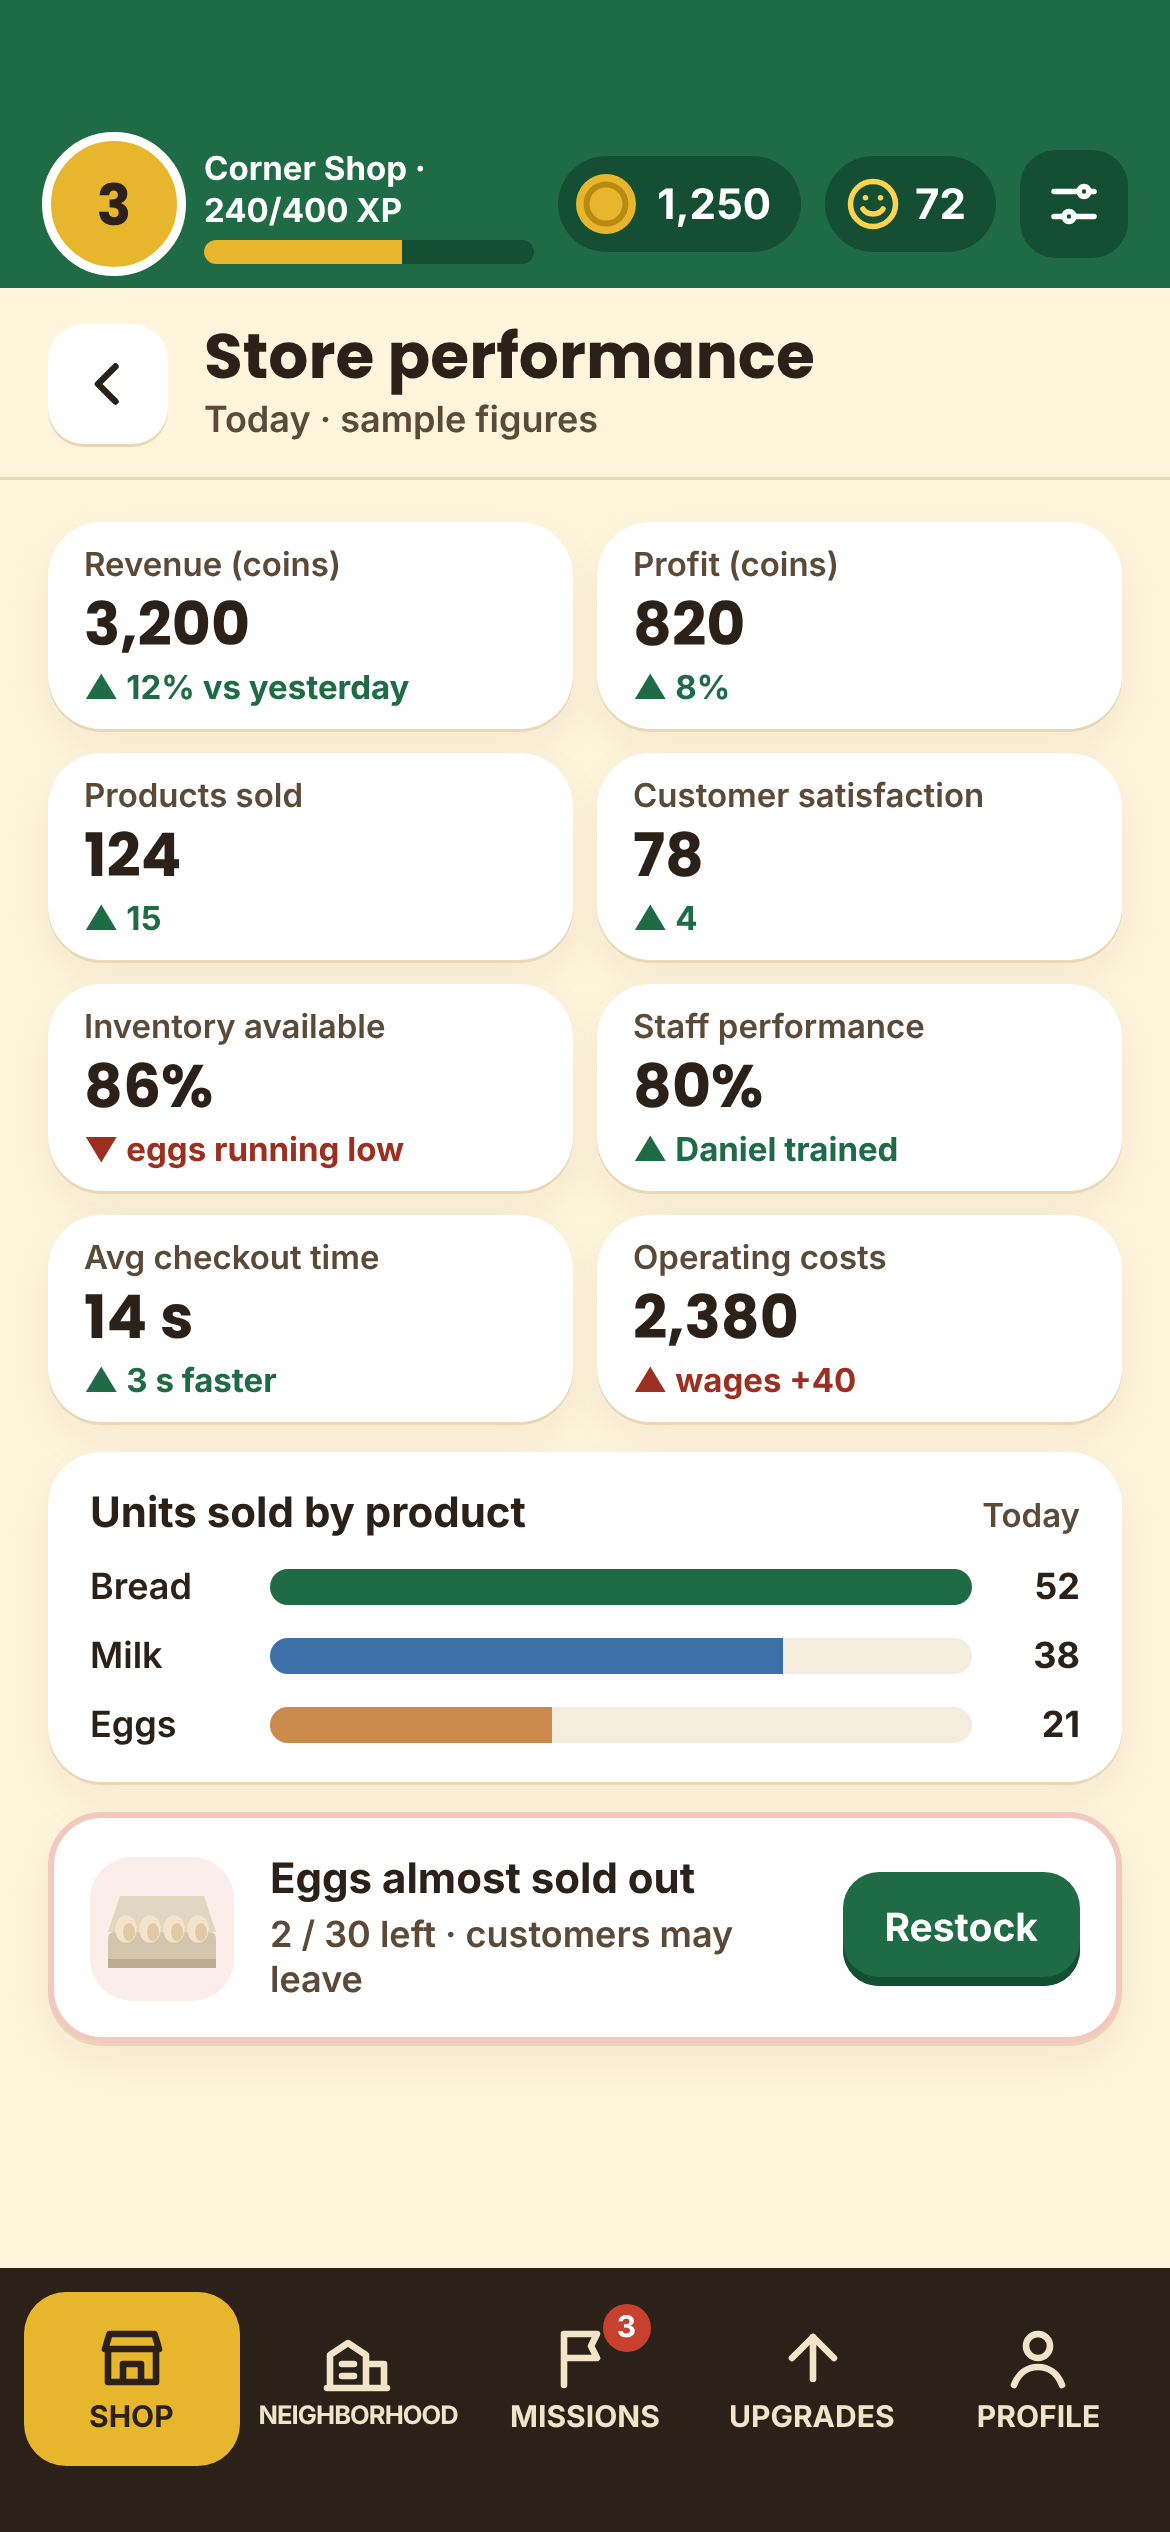 3
Corner Shop ·
240/400 XP
1,250
72
Store performance
Today · sample figures
Revenue (coins)
3,200
▲ 12% vs yesterday
Profit (coins)
820
▲ 8%
Products sold
124
▲ 15
Customer satisfaction
78
▲ 4
Inventory available
86%
▼ eggs running low
Staff performance
80%
▲ Daniel trained
Avg checkout time
14 s
▲ 3 s faster
Operating costs
2,380
▲ wages +40
Units sold by product
Today
Bread
52
Milk
38
Eggs
21
Eggs almost sold out
2 / 30 left · customers may
leave
Restock
SHOP
NEIGHBORHOOD
3
MISSIONS
UPGRADES
PROFILE